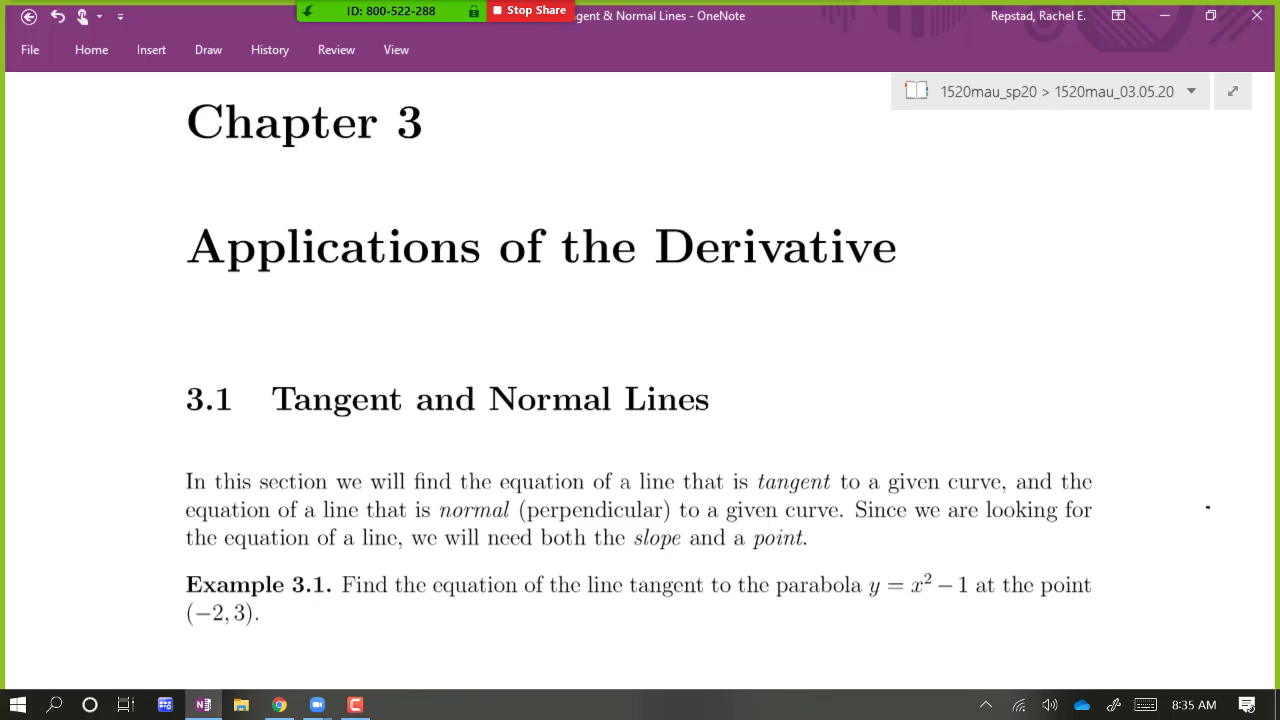 ID: 800-522-288
Stop Share
gent & Normal Lines - OneNote
Repstad, Rachel E.
File Home Insert Draw History Review View
1520mau_sp20 > 1520mau_03.05.20
Chapter 3
Applications of the Derivative
3.1 Tangent and Normal Lines
In this section we will find the equation of a line that is tangent to a given curve, and the
equation of a line that is normal (perpendicular) to a given curve. Since we are looking for
the equation of a line, we will need both the slope and a point.
Example 3.1. Find the equation of the line tangent to the parabola y = x² − 1 at the point
(−2, 3).
8:35 AM